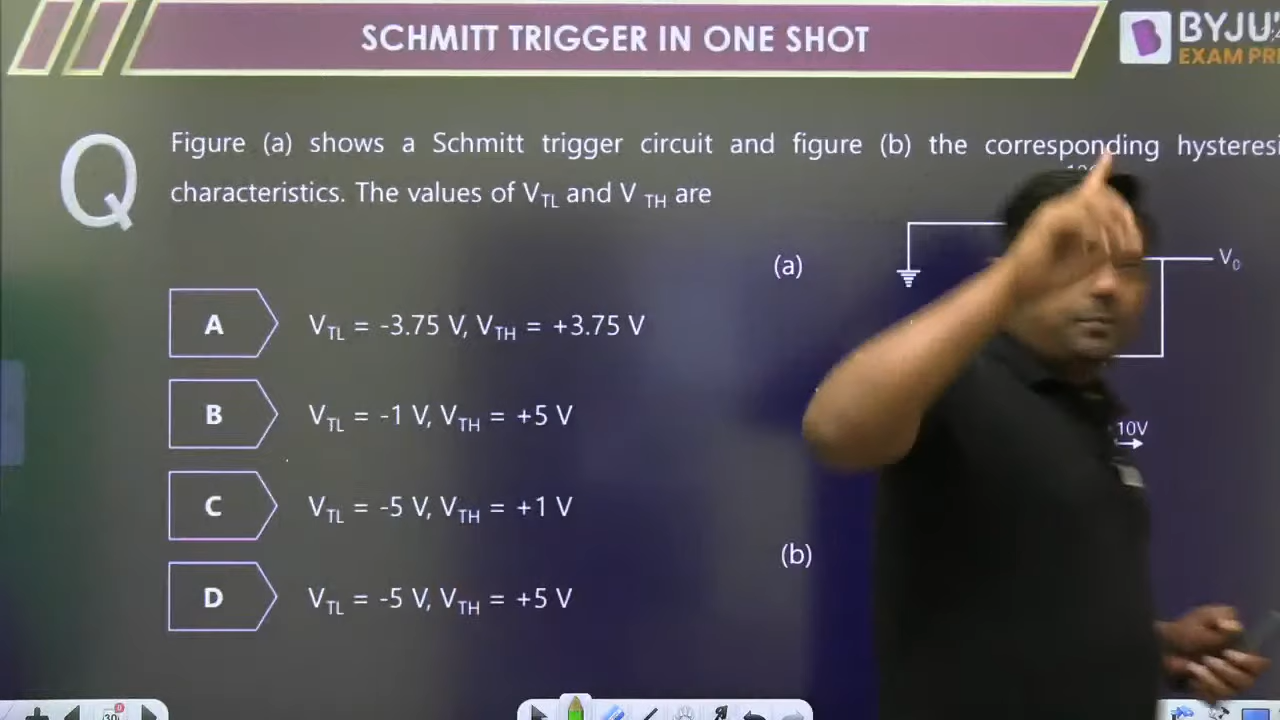 SCHMITT TRIGGER IN ONE SHOT
BYJU'
EXAM PRE
Q
Figure (a) shows a Schmitt trigger circuit and figure (b) the corresponding hysteresi
characteristics. The values of V TL and V TH are
(a)
V0
A VTL = -3.75 V, VTH = +3.75 V
B VTL = -1 V, VTH = +5 V
10V
C VTL = -5 V, VTH = +1 V
(b)
D VTL = -5 V, VTH = +5 V
30